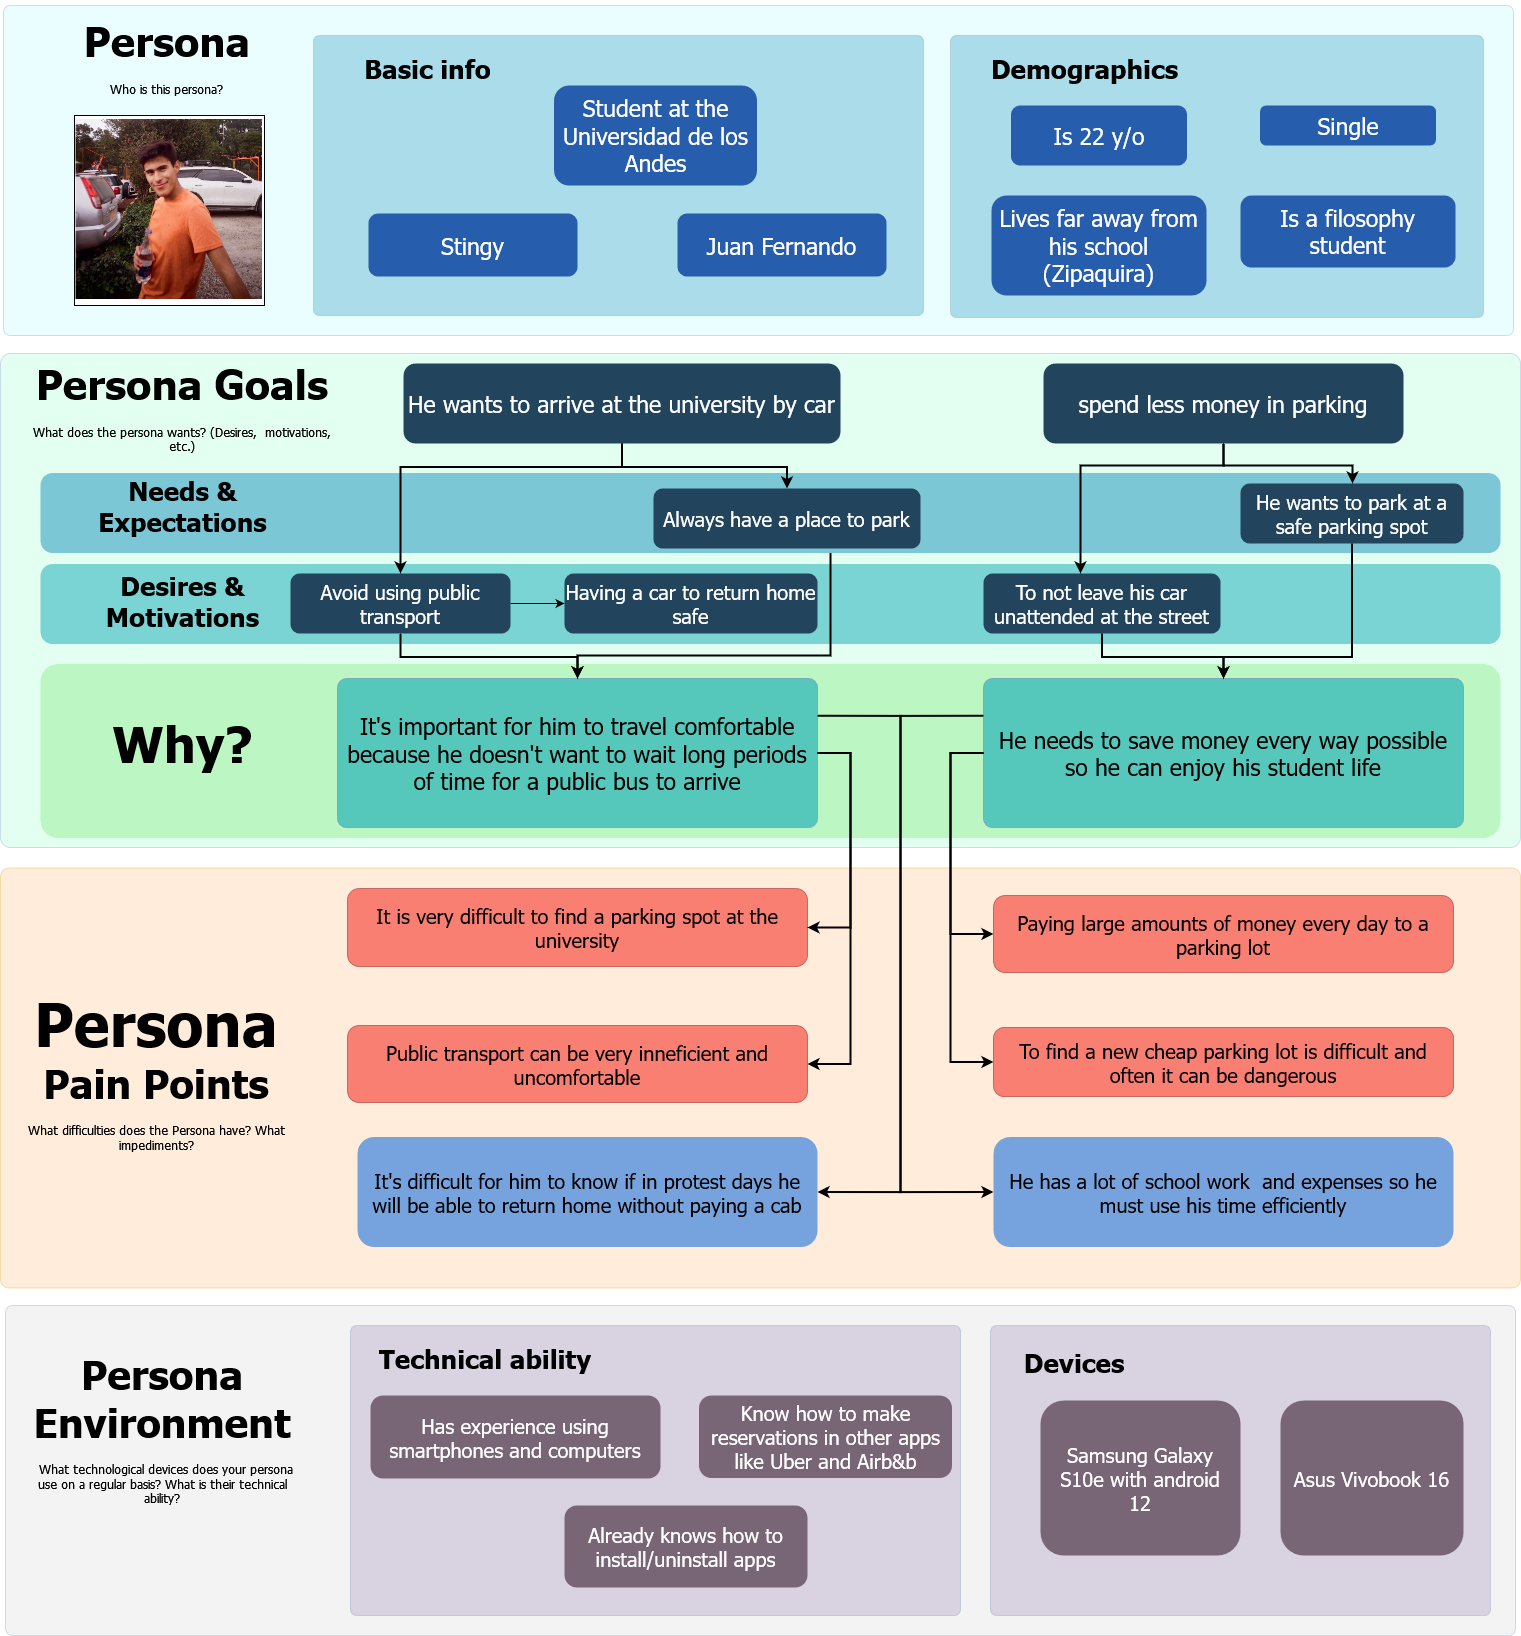 Persona
Who is this persona?
Basic info
Student at the
Universidad de los
Andes
Stingy
Juan Fernando
Demographics
Is 22 y/o
Single
Lives far away from
his school
(Zipaquira)
Is a filosophy
student
Persona Goals
What does the persona wants? (Desires,  motivations,
etc.)
He wants to arrive at the university by car
spend less money in parking
Needs &
Expectations
Always have a place to park
He wants to park at a
safe parking spot
Desires &
Motivations
Avoid using public
transport
Having a car to return home
safe
To not leave his car
unattended at the street
Why?
It's important for him to travel comfortable
because he doesn't want to wait long periods
of time for a public bus to arrive
He needs to save money every way possible
so he can enjoy his student life
Persona
Pain Points
What difficulties does the Persona have? What
impediments?
It is very difficult to find a parking spot at the
university
Paying large amounts of money every day to a
parking lot
Public transport can be very inneficient and
uncomfortable
To find a new cheap parking lot is difficult and
often it can be dangerous
It's difficult for him to know if in protest days he
will be able to return home without paying a cab
He has a lot of school work  and expenses so he
must use his time efficiently
Persona
Environment
What technological devices does your persona
use on a regular basis? What is their technical
ability?
Technical ability
Has experience using
smartphones and computers
Know how to make
reservations in other apps
like Uber and Airb&b
Already knows how to
install/uninstall apps
Devices
Samsung Galaxy
S10e with android
12
Asus Vivobook 16